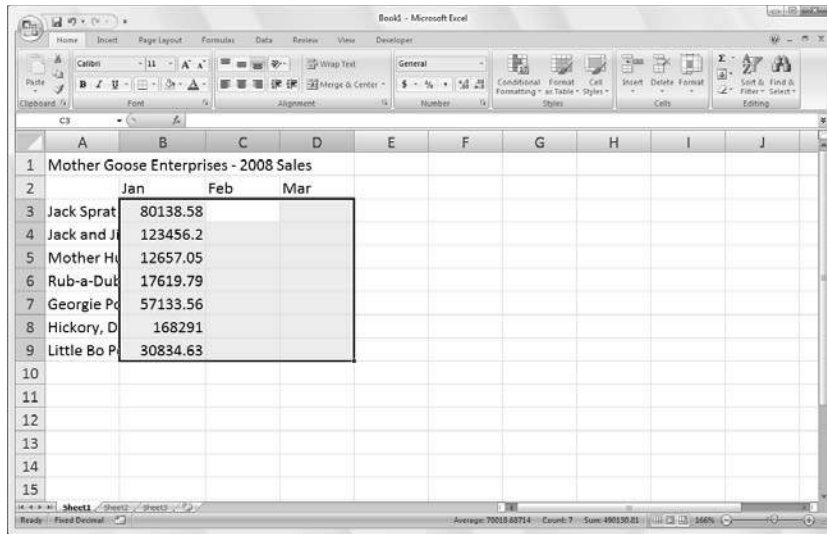 Book1 - Microsoft Excel
Home Insert Page Layout Formulas Data Review View Developer
Calibri 11 A A Wrap Text General Conditional Formatting Format as Table Cell Styles Insert Delete Format Sort & Filter Find & Select
Paste B I U A Merge & Center $ % ,
Clipboard Font Alignment Number Styles Cells Editing
C3 fx
A B C D E F G H I J
1 Mother Goose Enterprises - 2008 Sales
2 Jan Feb Mar
3 Jack Sprat 80138.58
4 Jack and Ji 123456.2
5 Mother Hu 12657.05
6 Rub-a-Dub 17619.79
7 Georgie Po 57133.56
8 Hickory, D 168291
9 Little Bo P 30834.63
10
11
12
13
14
15
Sheet1 Sheet2 Sheet3
Ready Fixed Decimal Average: 70018.68714 Count: 7 Sum: 490130.81 166%